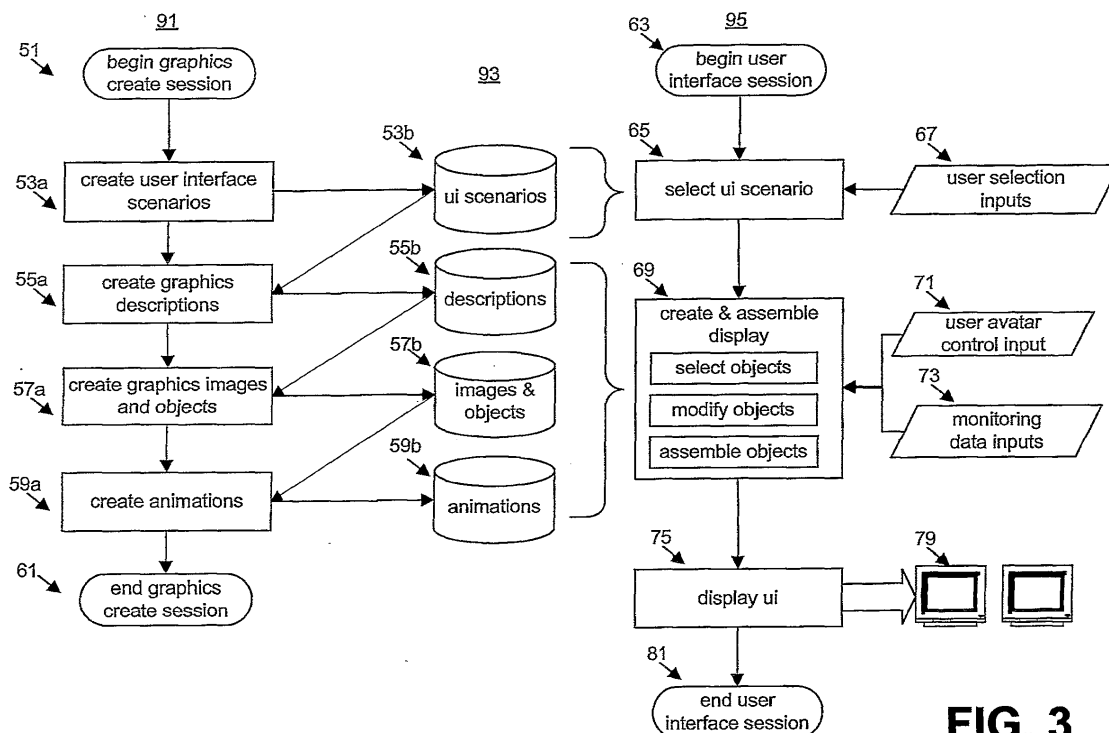 91
51
begin graphics
create session
53a
create user interface
scenarios
55a
create graphics
descriptions
57a
create graphics images
and objects
59a
create animations
61
end graphics
create session
93
53b
ui scenarios
55b
descriptions
57b
images &
objects
59b
animations
95
63
begin user
interface session
65
select ui scenario
67
user selection
inputs
69
create & assemble
display
select objects
modify objects
assemble objects
71
user avatar
control input
73
monitoring
data inputs
75
display ui
79
81
end user
interface session
FIG. 3